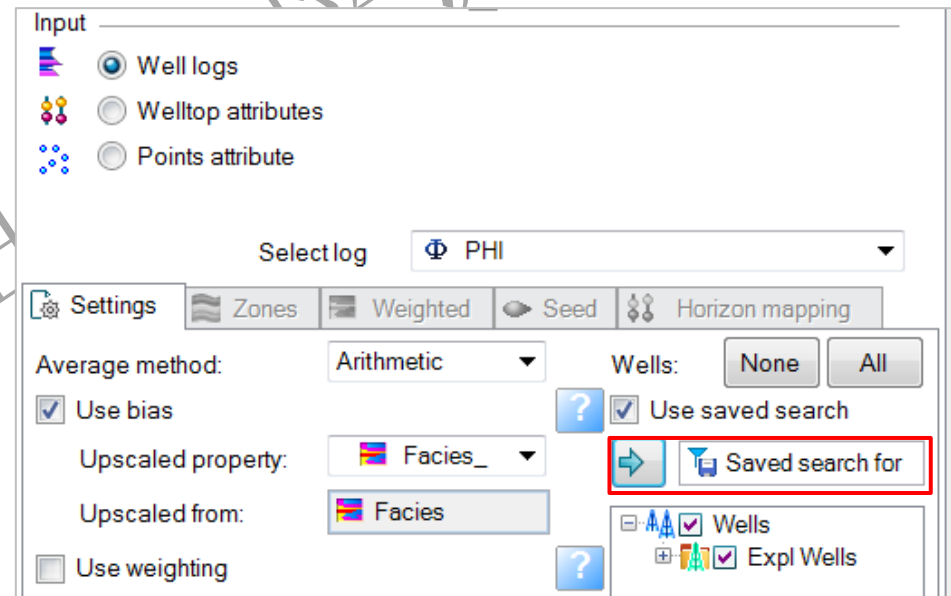 Input
Well logs
Welltop attributes
Points attribute
Select log Φ PHI
Settings Zones Weighted Seed Horizon mapping
Average method: Arithmetic Wells: None All
Use bias ? Use saved search
Upscaled property: Facies_ Saved search for
Upscaled from: Facies Wells
Use weighting ? Expl Wells